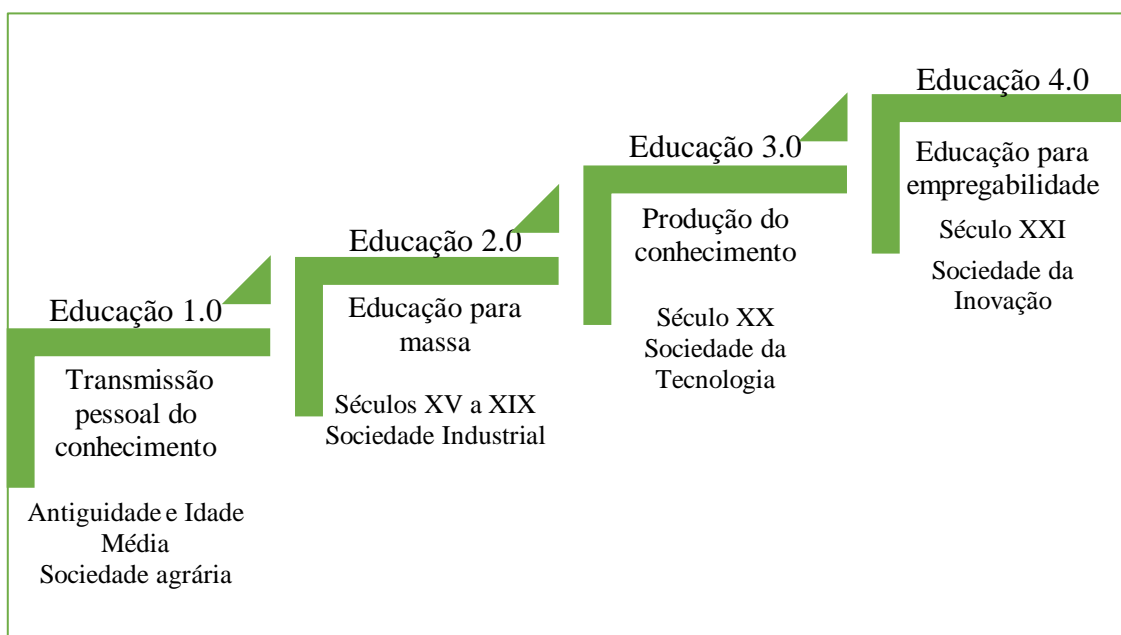 Educação 1.0
Transmissão
pessoal do
conhecimento
Antiguidade e Idade
Média
Sociedade agrária
Educação 2.0
Educação para
massa
Séculos XV a XIX
Sociedade Industrial
Educação 3.0
Produção do
conhecimento
Século XX
Sociedade da
Tecnologia
Educação 4.0
Educação para
empregabilidade
Século XXI
Sociedade da
Inovação